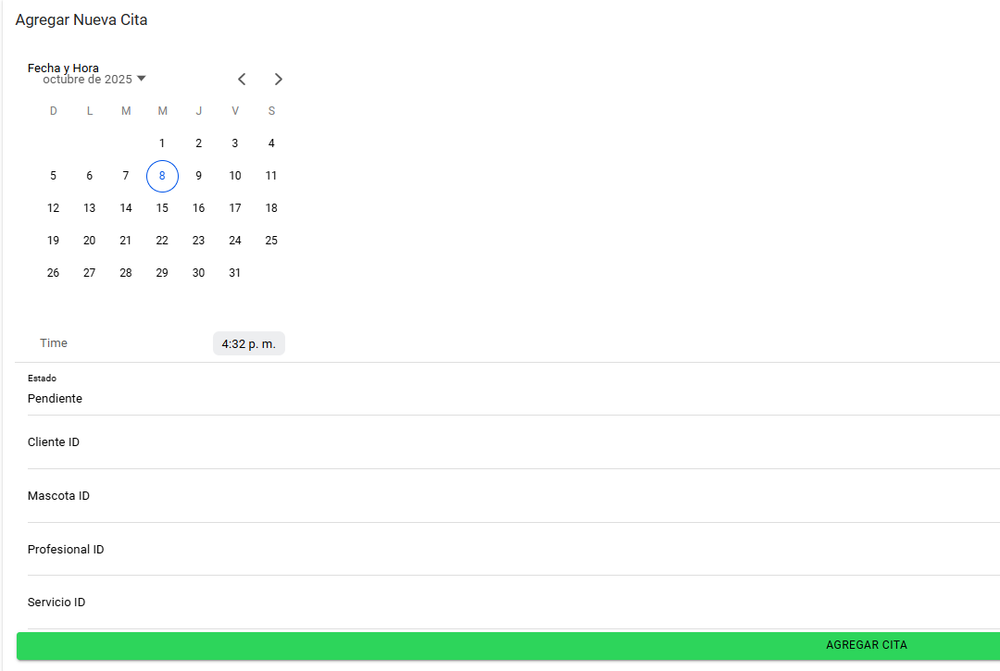 Agregar Nueva Cita
Fecha y Hora
octubre de 2025
D L M M J V S
1 2 3 4
5 6 7 8 9 10 11
12 13 14 15 16 17 18
19 20 21 22 23 24 25
26 27 28 29 30 31
Time 4:32 p. m.
Estado
Pendiente
Cliente ID
Mascota ID
Profesional ID
Servicio ID
AGREGAR CITA